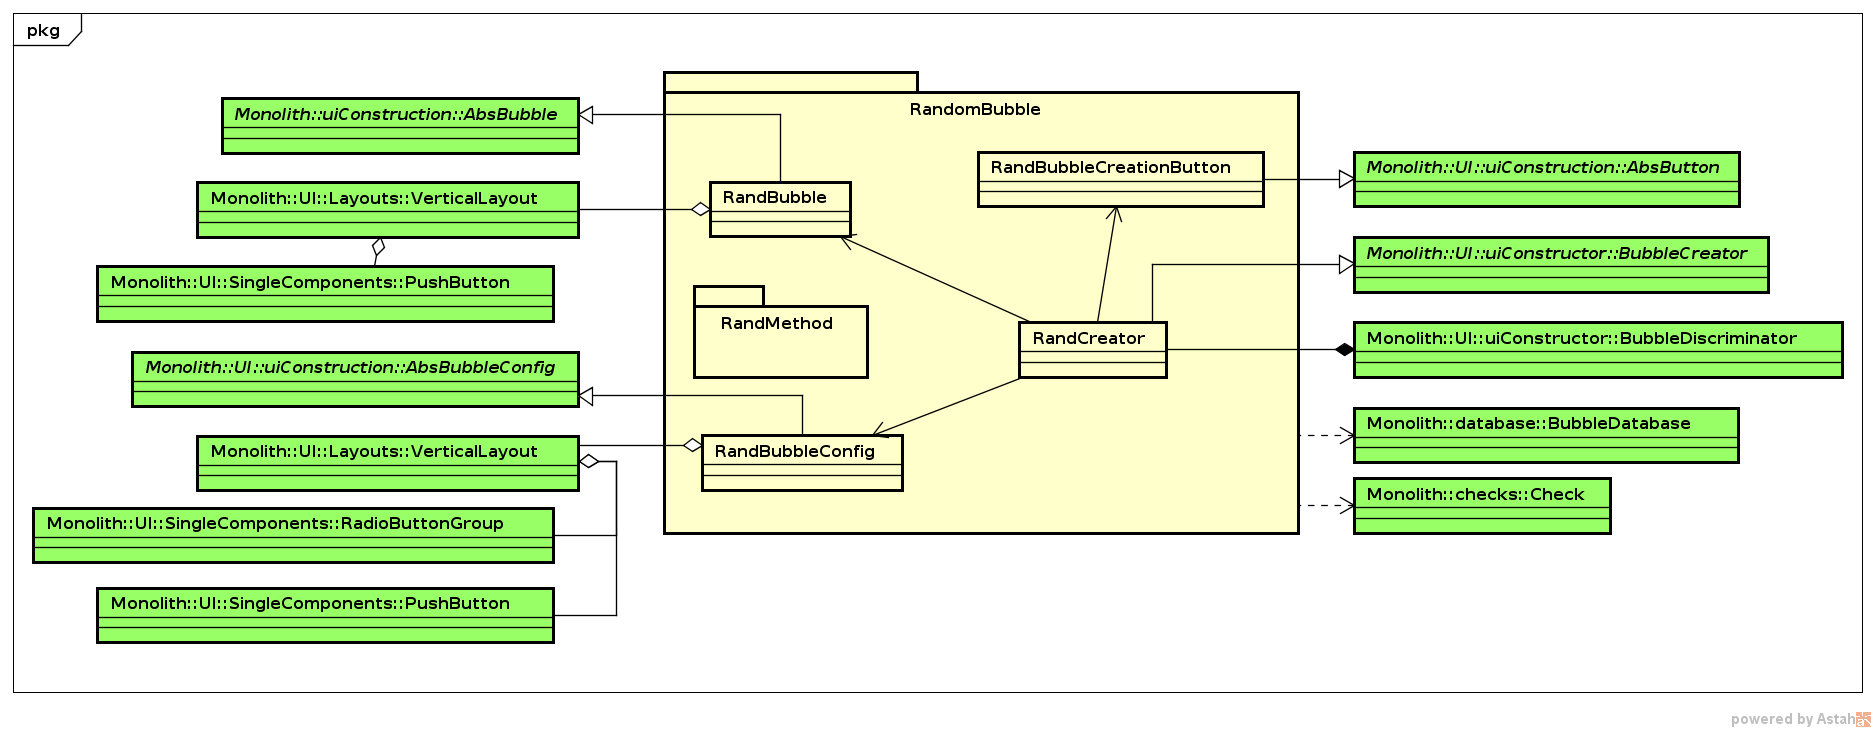 pkg
RandomBubble
Monolith::uiConstruction::AbsBubble
Monolith::UI::Layouts::VerticalLayout
Monolith::UI::SingleComponents::PushButton
Monolith::UI::uiConstruction::AbsBubbleConfig
Monolith::UI::Layouts::VerticalLayout
Monolith::UI::SingleComponents::RadioButtonGroup
Monolith::UI::SingleComponents::PushButton
RandBubble
RandBubbleCreationButton
RandMethod
RandCreator
RandBubbleConfig
Monolith::UI::uiConstruction::AbsButton
Monolith::UI::uiConstructor::BubbleCreator
Monolith::UI::uiConstructor::BubbleDiscriminator
Monolith::database::BubbleDatabase
Monolith::checks::Check
powered by Astah